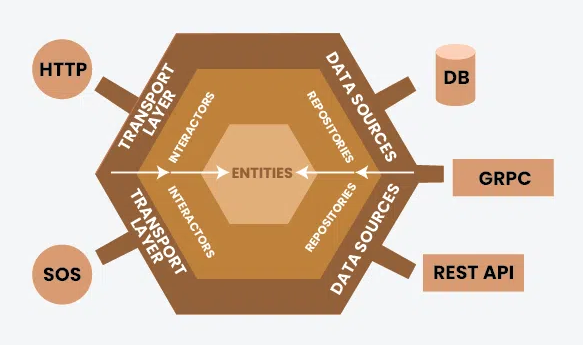 HTTP
TRANSPORT
LAYER
INTERACTORS
REPOSITORIES
DATA SOURCES
DB
ENTITIES
GRPC
TRANSPORT
LAYER
INTERACTORS
REPOSITORIES
DATA SOURCES
SOS
REST API